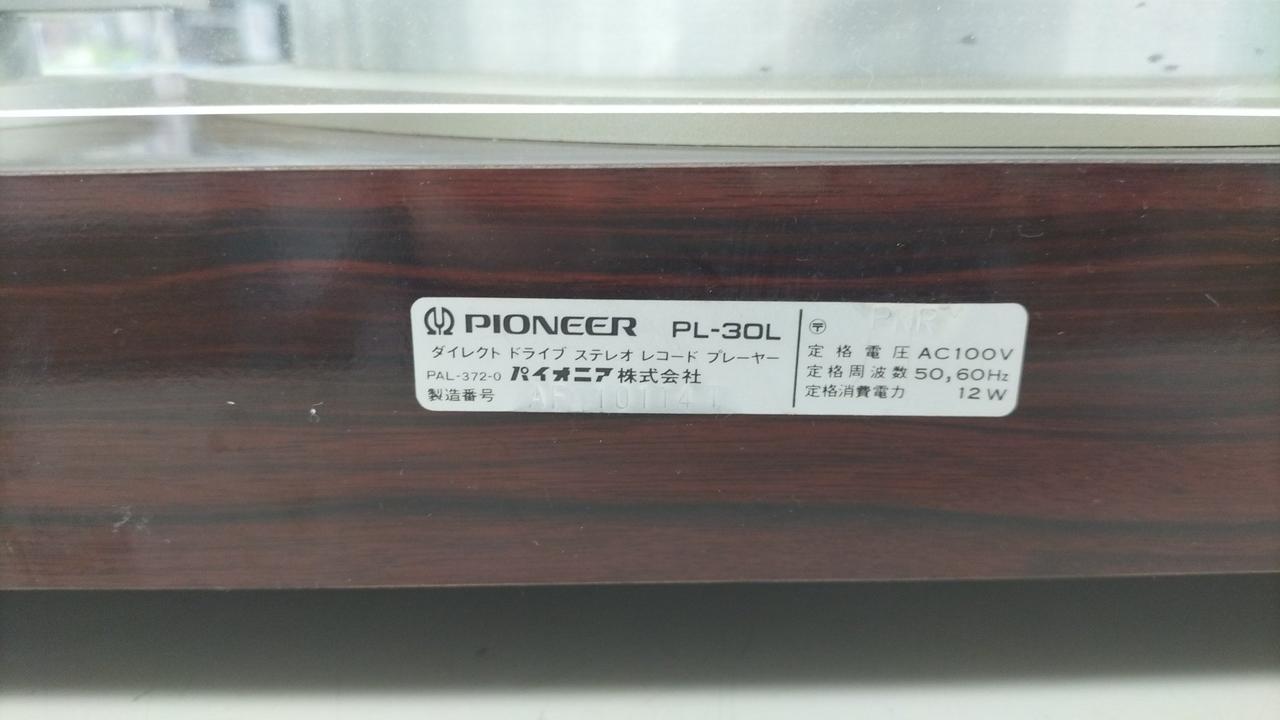 PIONEER PL-30L
ダイレクト ドライブ ステレオ レコード プレーヤー
PAL-372-0 パイオニア株式会社
製造番号
〒
定格電圧 AC100V
定格周波数 50,60Hz
定格消費電力 12W